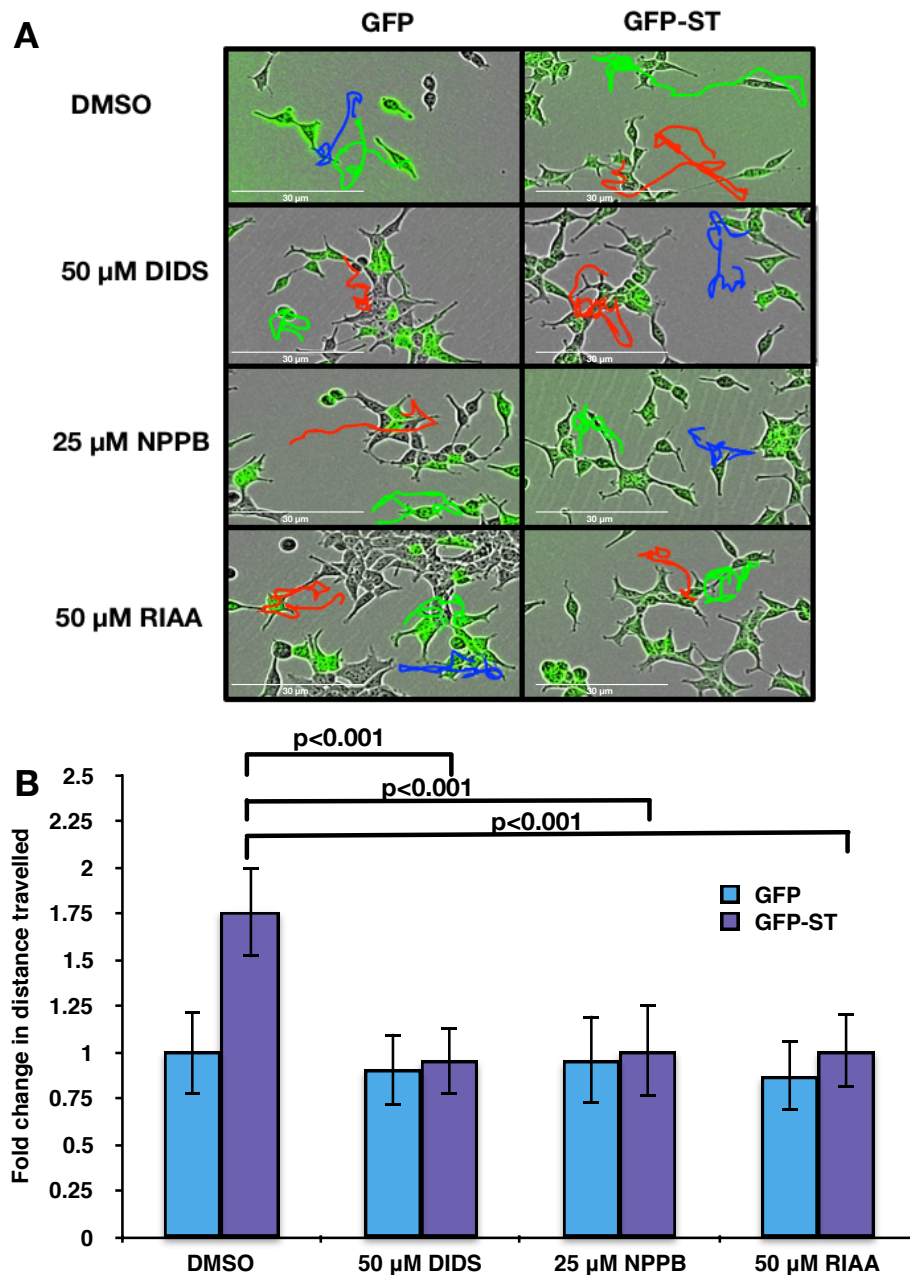 A
GFP
GFP-ST
DMSO
30 µm
30 µm
50 µM DIDS
30 µm
30 µm
25 µM NPPB
30 µm
30 µm
50 µM RIAA
30 µm
30 µm
B
p<0.001
p<0.001
p<0.001
Fold change in distance travelled
2.5
2.25
2
1.75
1.5
1.25
1
0.75
0.5
0.25
0
GFP
GFP-ST
DMSO
50 µM DIDS
25 µM NPPB
50 µM RIAA